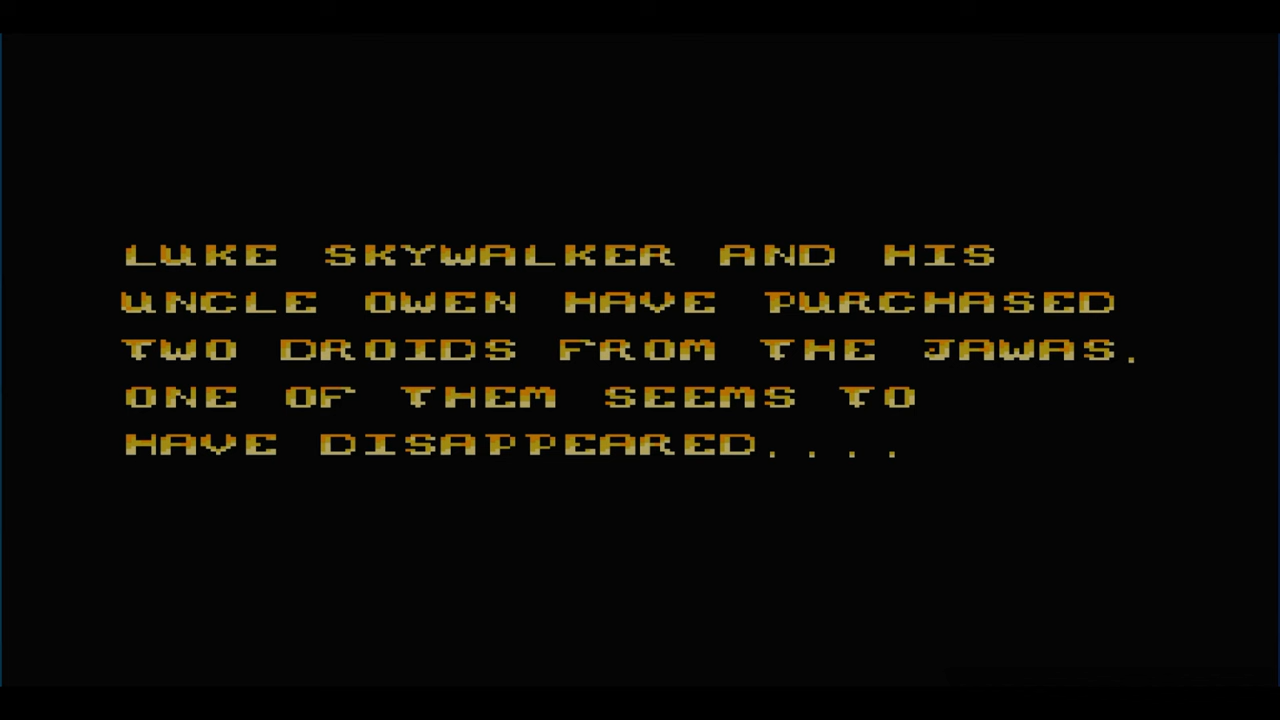 LUKE SKYWALKER AND HIS
UNCLE OWEN HAVE PURCHASED
TWO DROIDS FROM THE JAWAS.
ONE OF THEM SEEMS TO
HAVE DISAPPEARED....